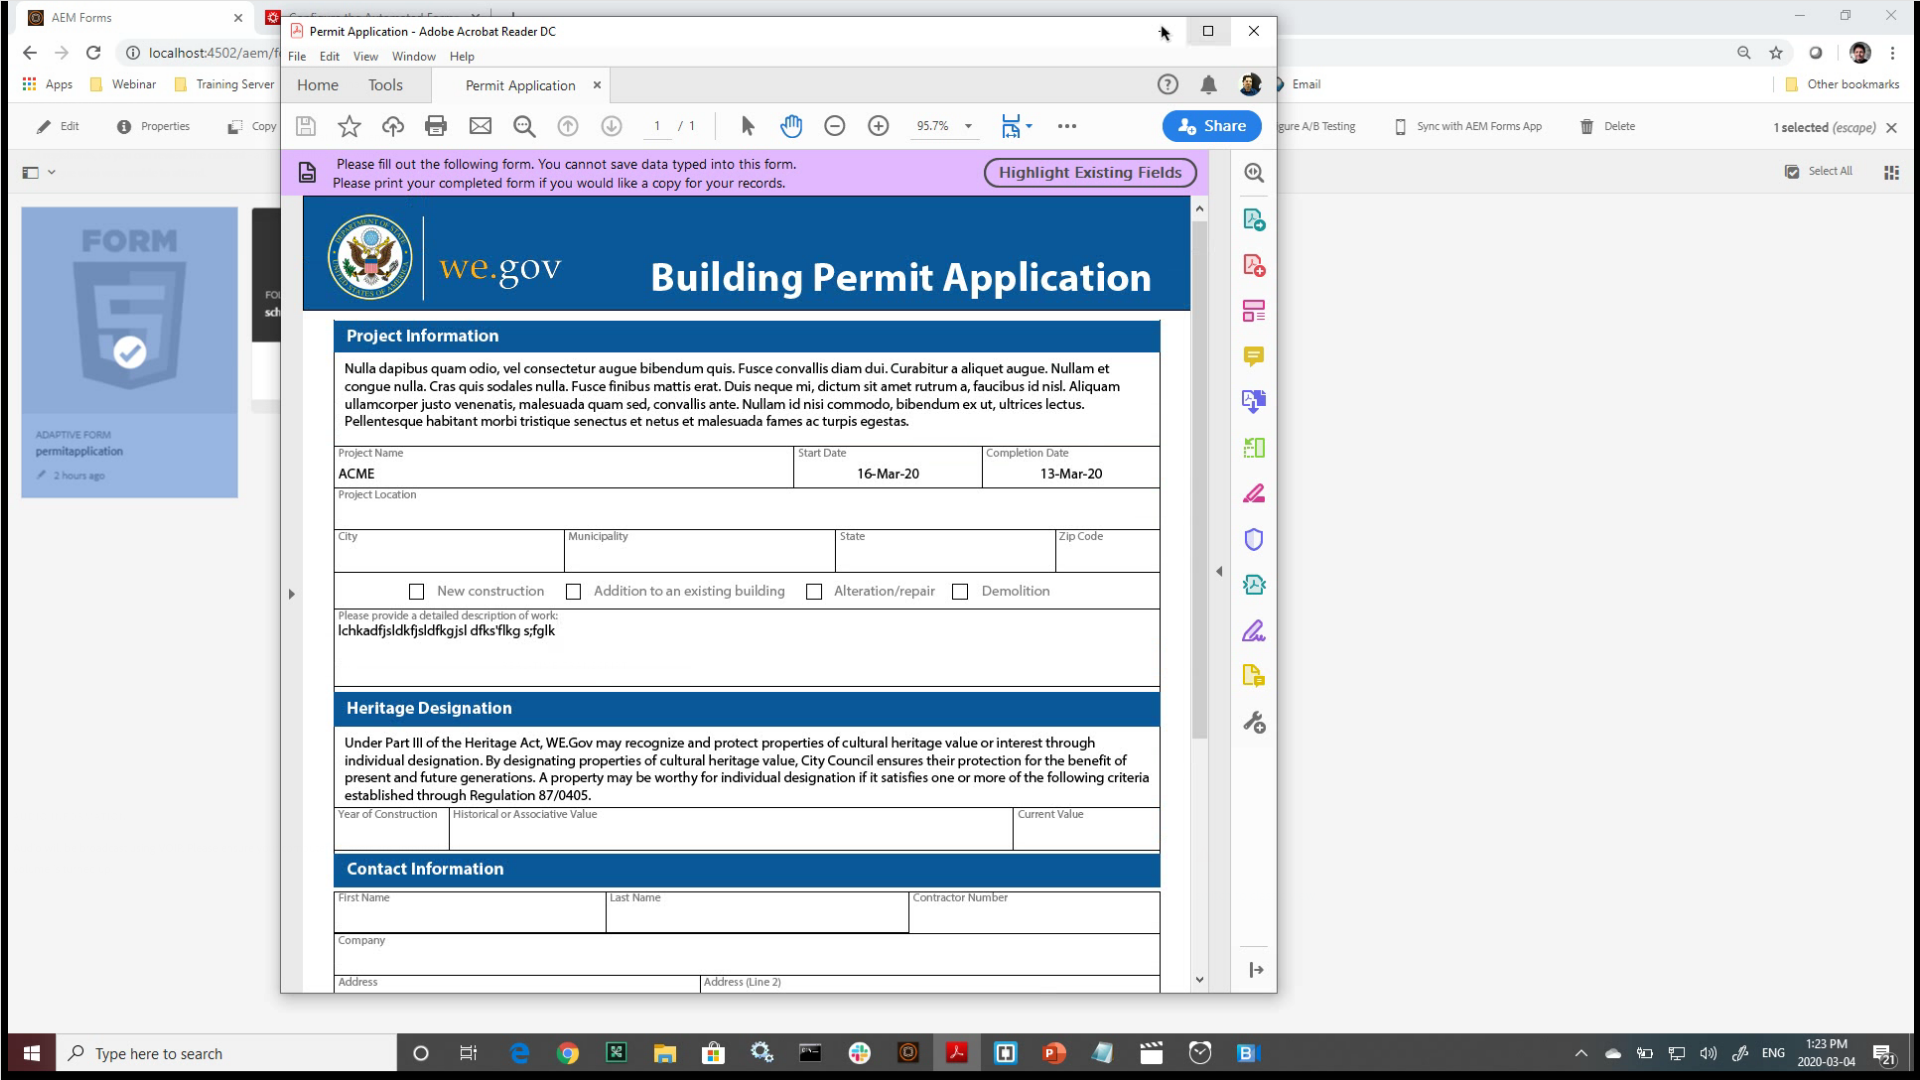 AEM Forms
Permit Application - Adobe Acrobat Reader DC
localhost:4502/aem/f
File Edit View Window Help
Apps Webinar Training Server
Home Tools Permit Application
Email
Other bookmarks
Edit Properties Copy
1 / 1
95.7%
Share
gure A/B Testing Sync with AEM Forms App Delete
1 selected (escape)
Please fill out the following form. You cannot save data typed into this form.
Please print your completed form if you would like a copy for your records.
Highlight Existing Fields
Select All
FORM
5
ADAPTIVE FORM
permitapplication
2 hours ago
FOL
sch
we.gov
Building Permit Application
Project Information
Nulla dapibus quam odio, vel consectetur augue bibendum quis. Fusce convallis diam dui. Curabitur a aliquet augue. Nullam et
congue nulla. Cras quis sodales nulla. Fusce finibus mattis erat. Duis neque mi, dictum sit amet rutrum a, faucibus id nisl. Aliquam
ullamcorper justo venenatis, malesuada quam sed, convallis ante. Nullam id nisi commodo, bibendum ex ut, ultrices lectus.
Pellentesque habitant morbi tristique senectus et netus et malesuada fames ac turpis egestas.
Project Name Start Date Completion Date
ACME 16-Mar-20 13-Mar-20
Project Location
City Municipality State Zip Code
New construction Addition to an existing building Alteration/repair Demolition
Please provide a detailed description of work:
lchkadfjsldkfjsldfkgjsl dfks'flkg s;fglk
Heritage Designation
Under Part III of the Heritage Act, WE.Gov may recognize and protect properties of cultural heritage value or interest through
individual designation. By designating properties of cultural heritage value, City Council ensures their protection for the benefit of
present and future generations. A property may be worthy for individual designation if it satisfies one or more of the following criteria
established through Regulation 87/0405.
Year of Construction Historical or Associative Value Current Value
Contact Information
First Name Last Name Contractor Number
Company
Address Address (Line 2)
Type here to search
ENG
1:23 PM
2020-03-04
21